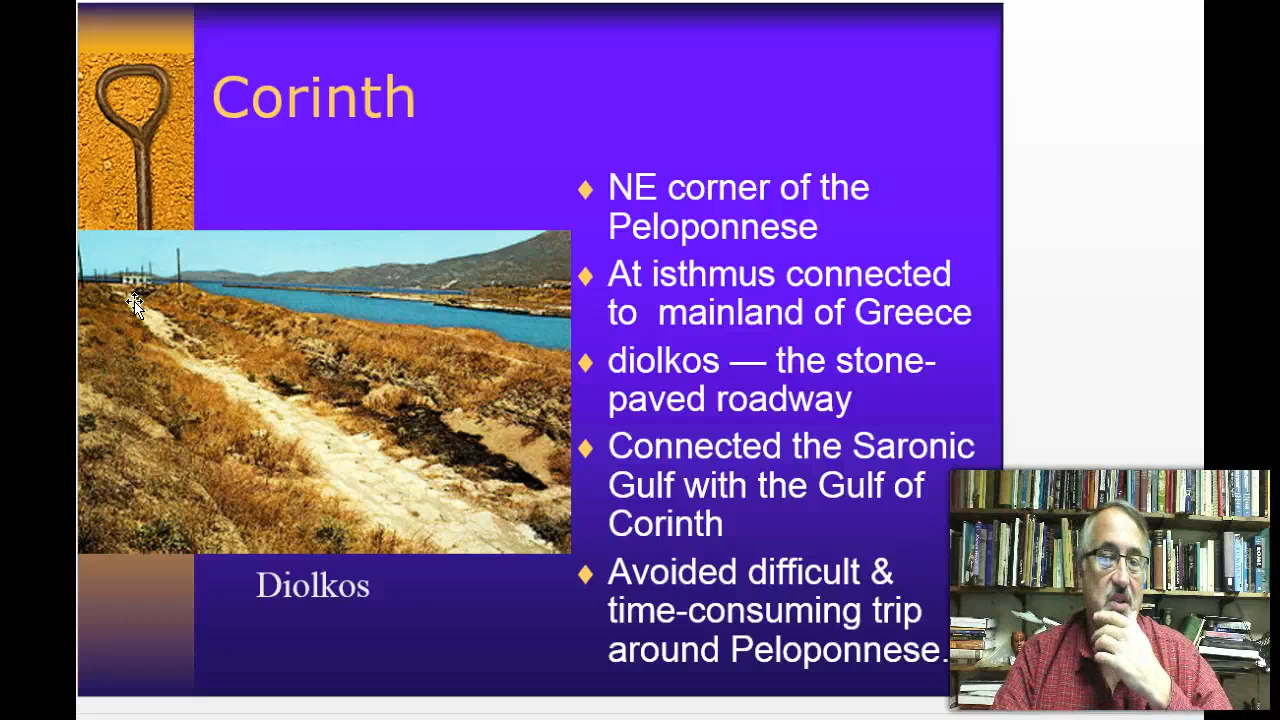 Corinth
NE corner of the
Peloponnese
At isthmus connected
to  mainland of Greece
diolkos — the stone-
paved roadway
Connected the Saronic
Gulf with the Gulf of
Corinth
Avoided difficult &
time-consuming trip
around Peloponnese.
Diolkos